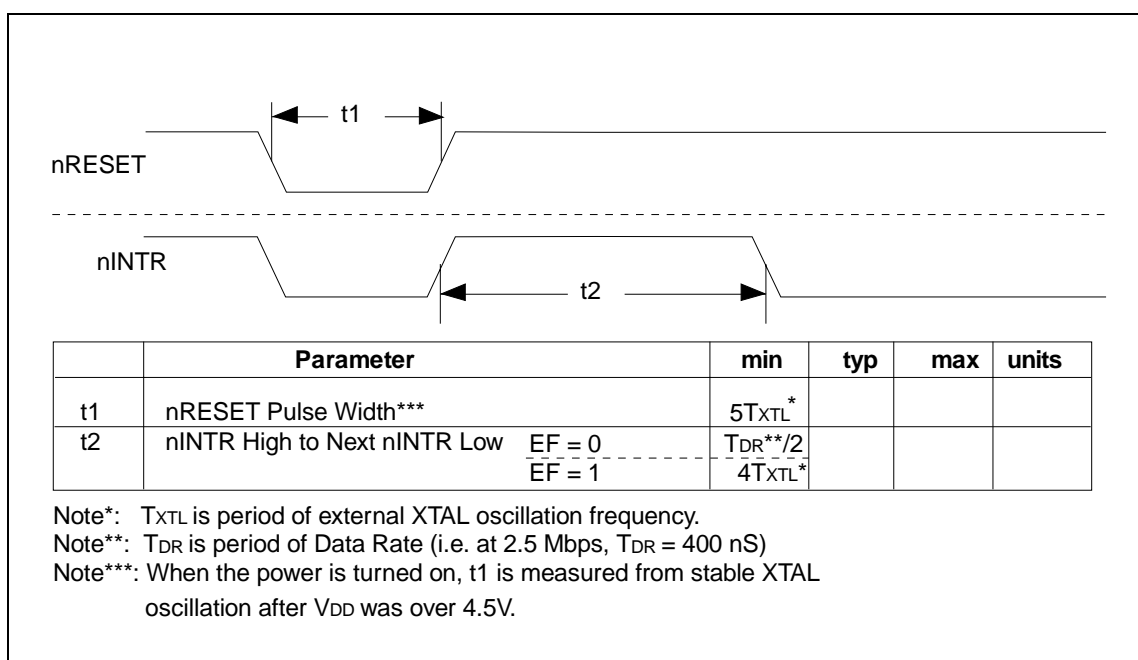 t1
nRESET
nINTR
t2
Parameter min typ max units
t1 nRESET Pulse Width*** 5TXTL*
t2 nINTR High to Next nINTR Low EF = 0 TDR**/2
EF = 1 4TXTL*
Note*: TXTL is period of external XTAL oscillation frequency.
Note**: TDR is period of Data Rate (i.e. at 2.5 Mbps, TDR = 400 nS)
Note***: When the power is turned on, t1 is measured from stable XTAL
oscillation after VDD was over 4.5V.